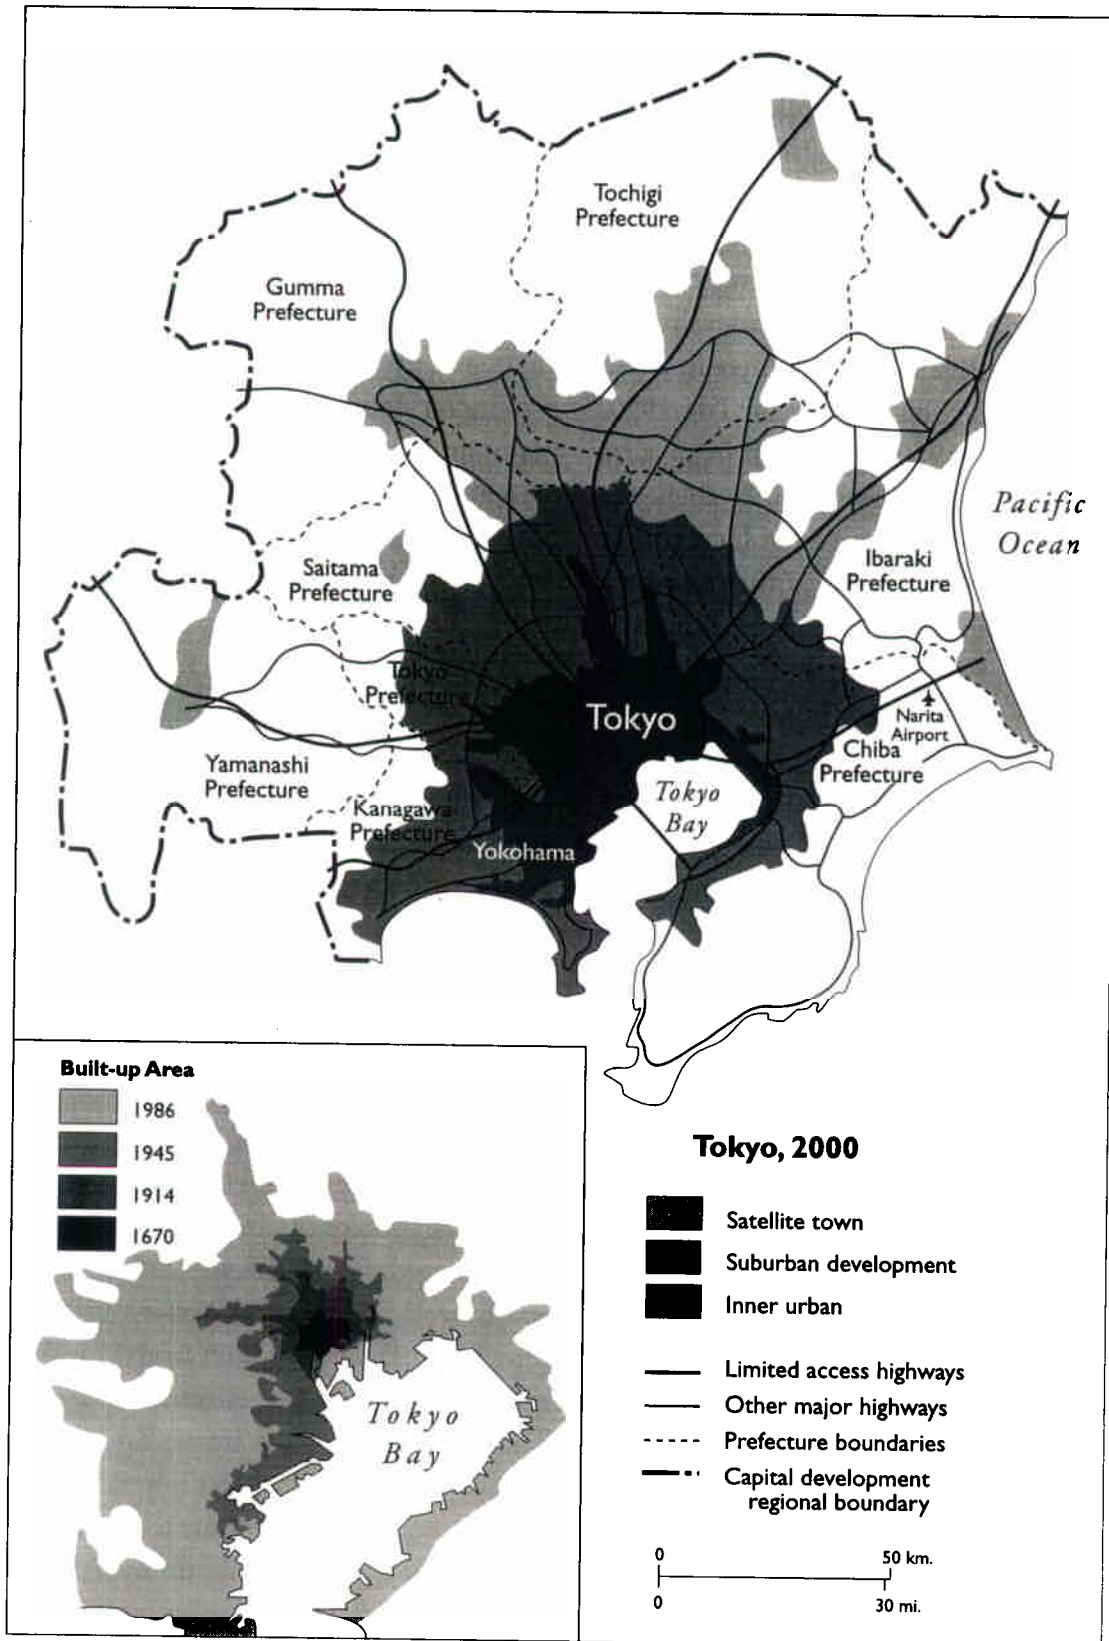 Tochigi
Prefecture
Gumma
Prefecture
Pacific
Ocean
Saitama
Prefecture
Ibaraki
Prefecture
Tokyo
Prefecture
Tokyo
Narita
Airport
Chiba
Prefecture
Yamanashi
Prefecture
Tokyo
Bay
Kanagawa
Prefecture
Yokohama
Built-up Area
1986
1945
1914
1670
Tokyo
Bay
Tokyo, 2000
Satellite town
Suburban development
Inner urban
Limited access highways
Other major highways
Prefecture boundaries
Capital development
regional boundary
0 50 km.
0 30 mi.